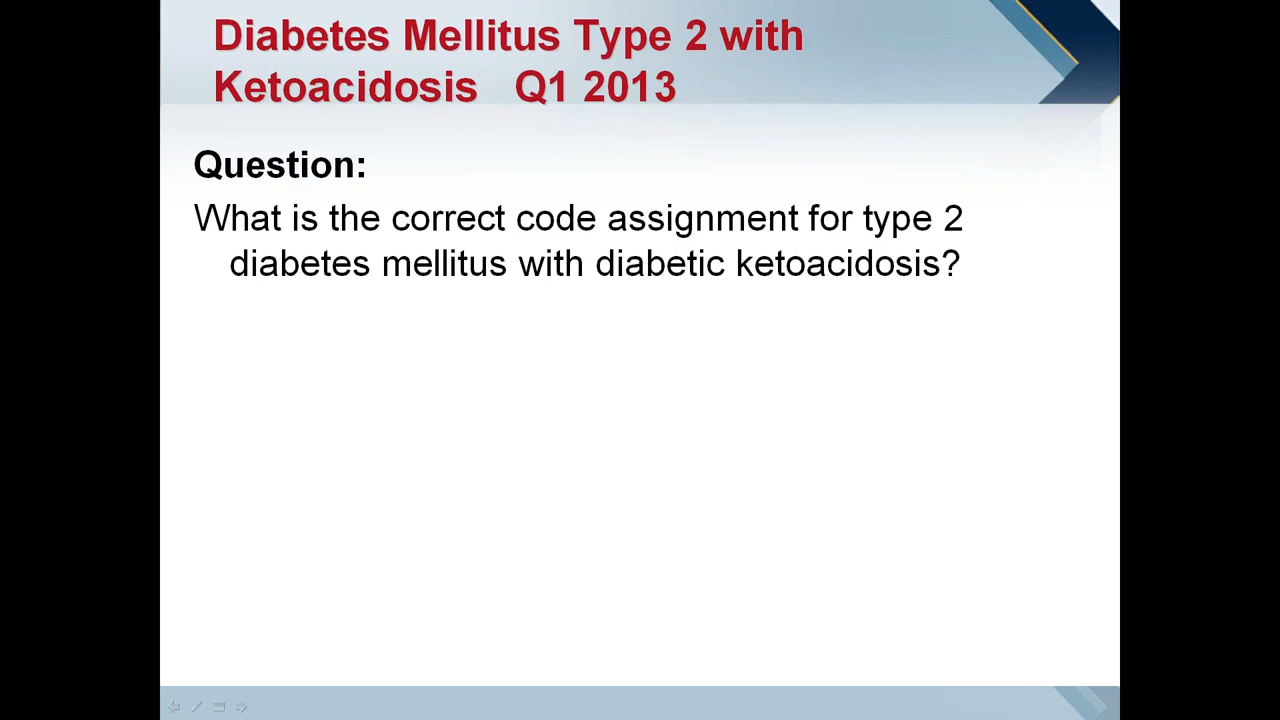 Diabetes Mellitus Type 2 with
Ketoacidosis Q1 2013
Question:
What is the correct code assignment for type 2
diabetes mellitus with diabetic ketoacidosis?